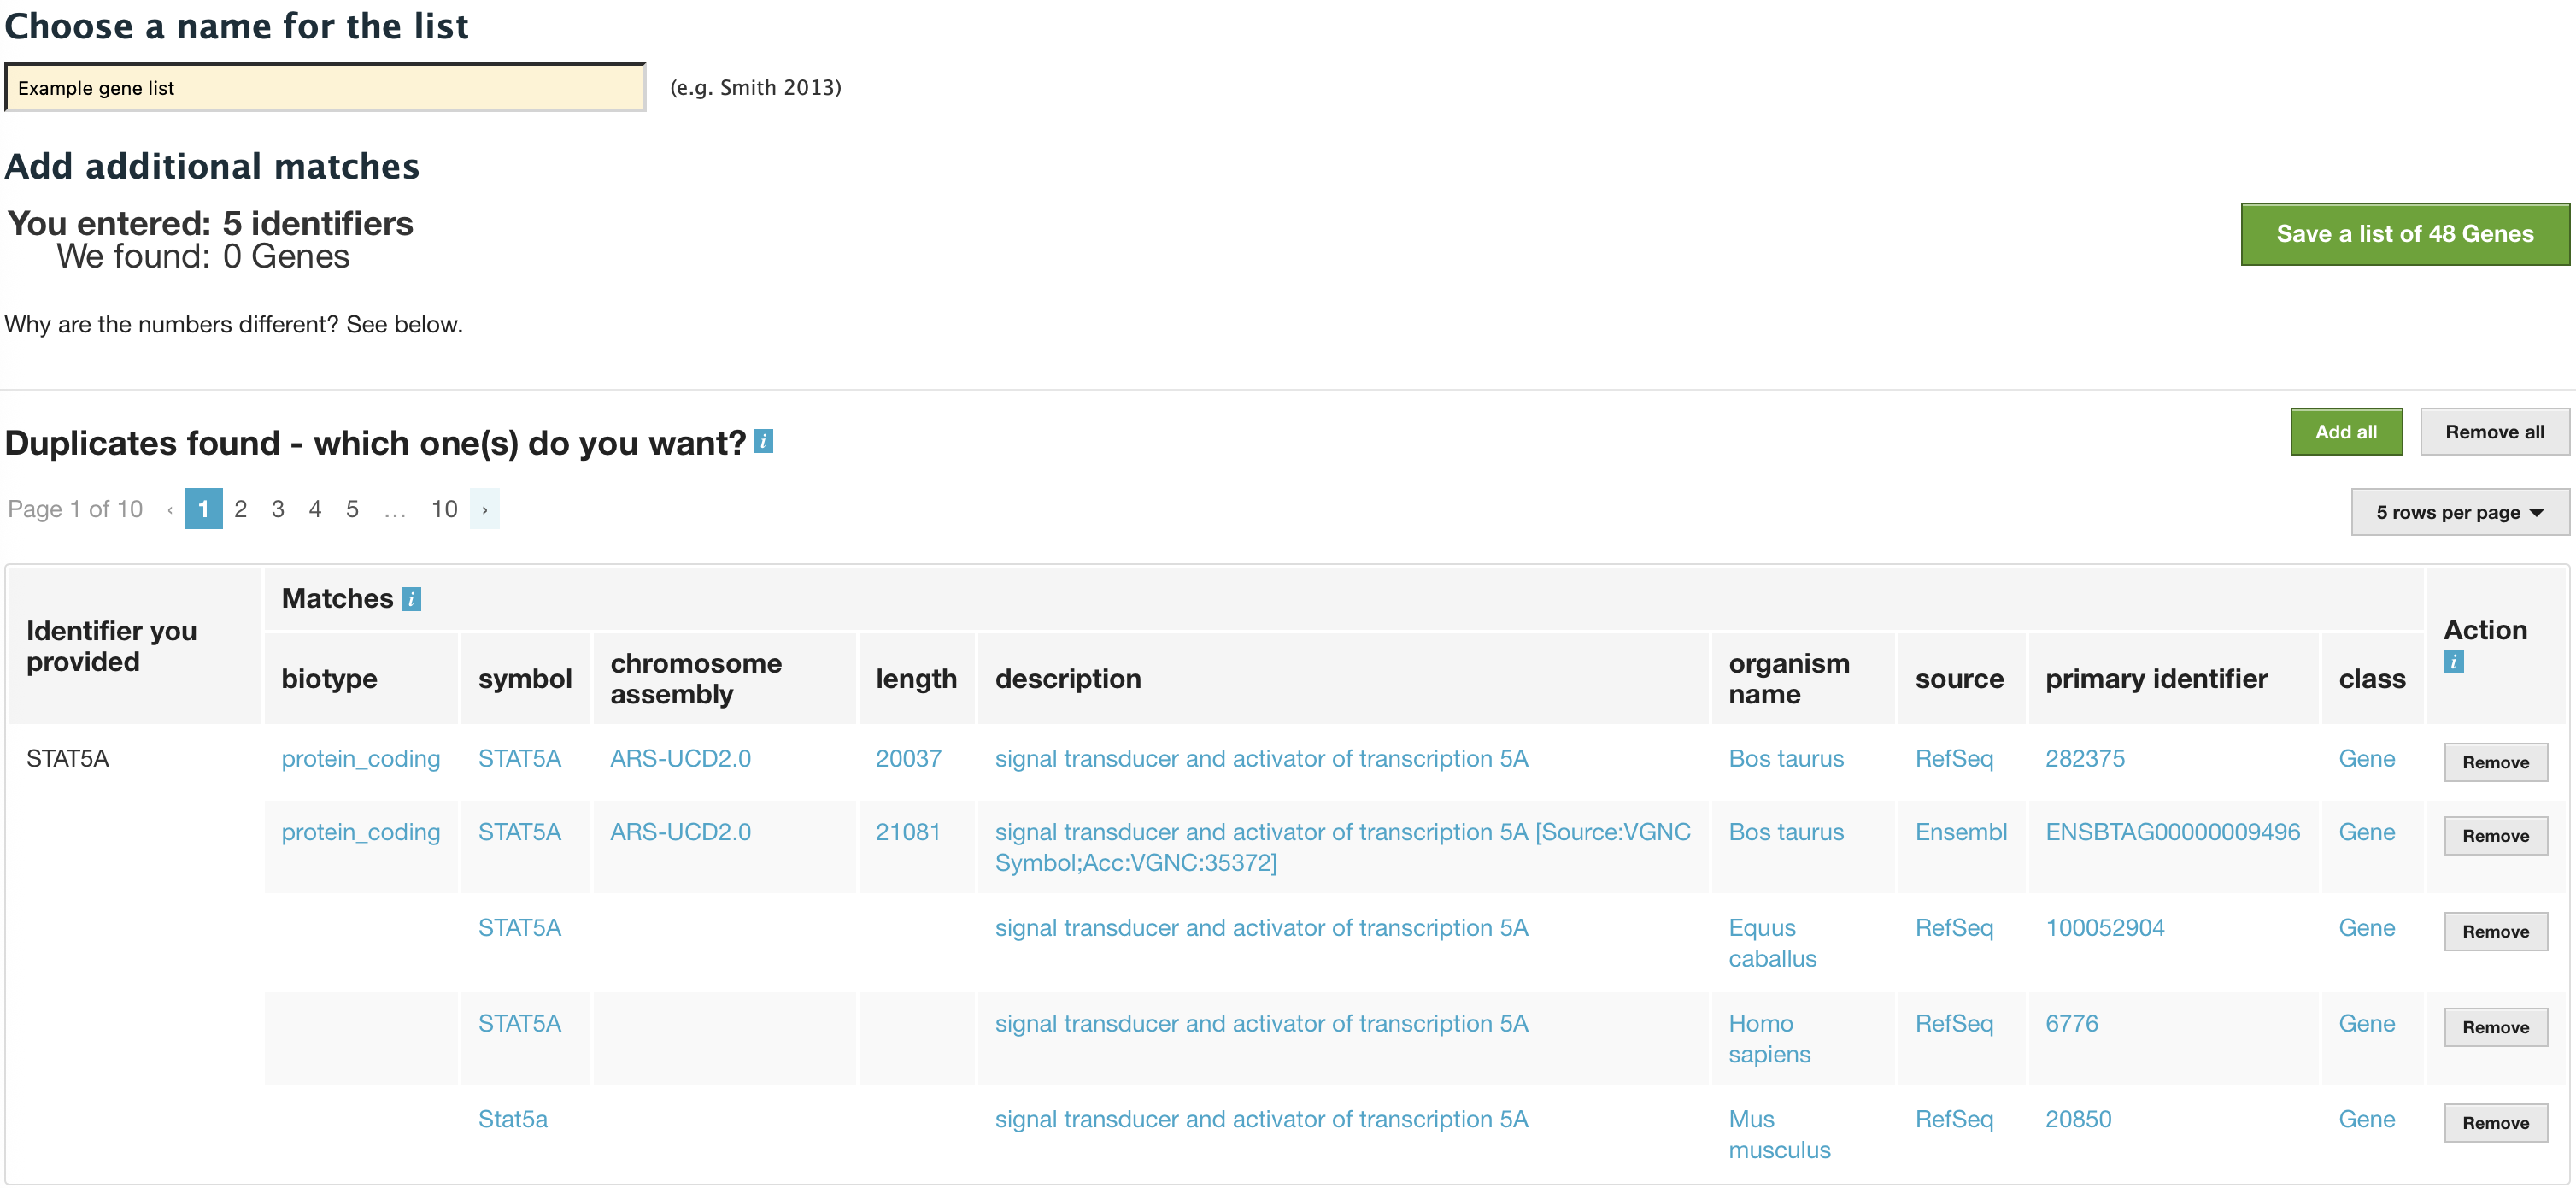 Choose a name for the list
Example gene list (e.g. Smith 2013)
Add additional matches
You entered: 5 identifiers
We found: 0 Genes
Save a list of 48 Genes
Why are the numbers different? See below.
Duplicates found - which one(s) do you want? i
Add all Remove all
Page 1 of 10 ‹ 1 2 3 4 5 … 10 ›
5 rows per page
Identifier you provided
Matches i
Action i
biotype symbol chromosome assembly length description organism name source primary identifier class
STAT5A protein_coding STAT5A ARS-UCD2.0 20037 signal transducer and activator of transcription 5A Bos taurus RefSeq 282375 Gene Remove
protein_coding STAT5A ARS-UCD2.0 21081 signal transducer and activator of transcription 5A [Source:VGNC Bos taurus Ensembl ENSBTAG00000009496 Gene Remove
Symbol;Acc:VGNC:35372]
STAT5A signal transducer and activator of transcription 5A Equus RefSeq 100052904 Gene Remove
caballus
STAT5A signal transducer and activator of transcription 5A Homo RefSeq 6776 Gene Remove
sapiens
Stat5a signal transducer and activator of transcription 5A Mus RefSeq 20850 Gene Remove
musculus